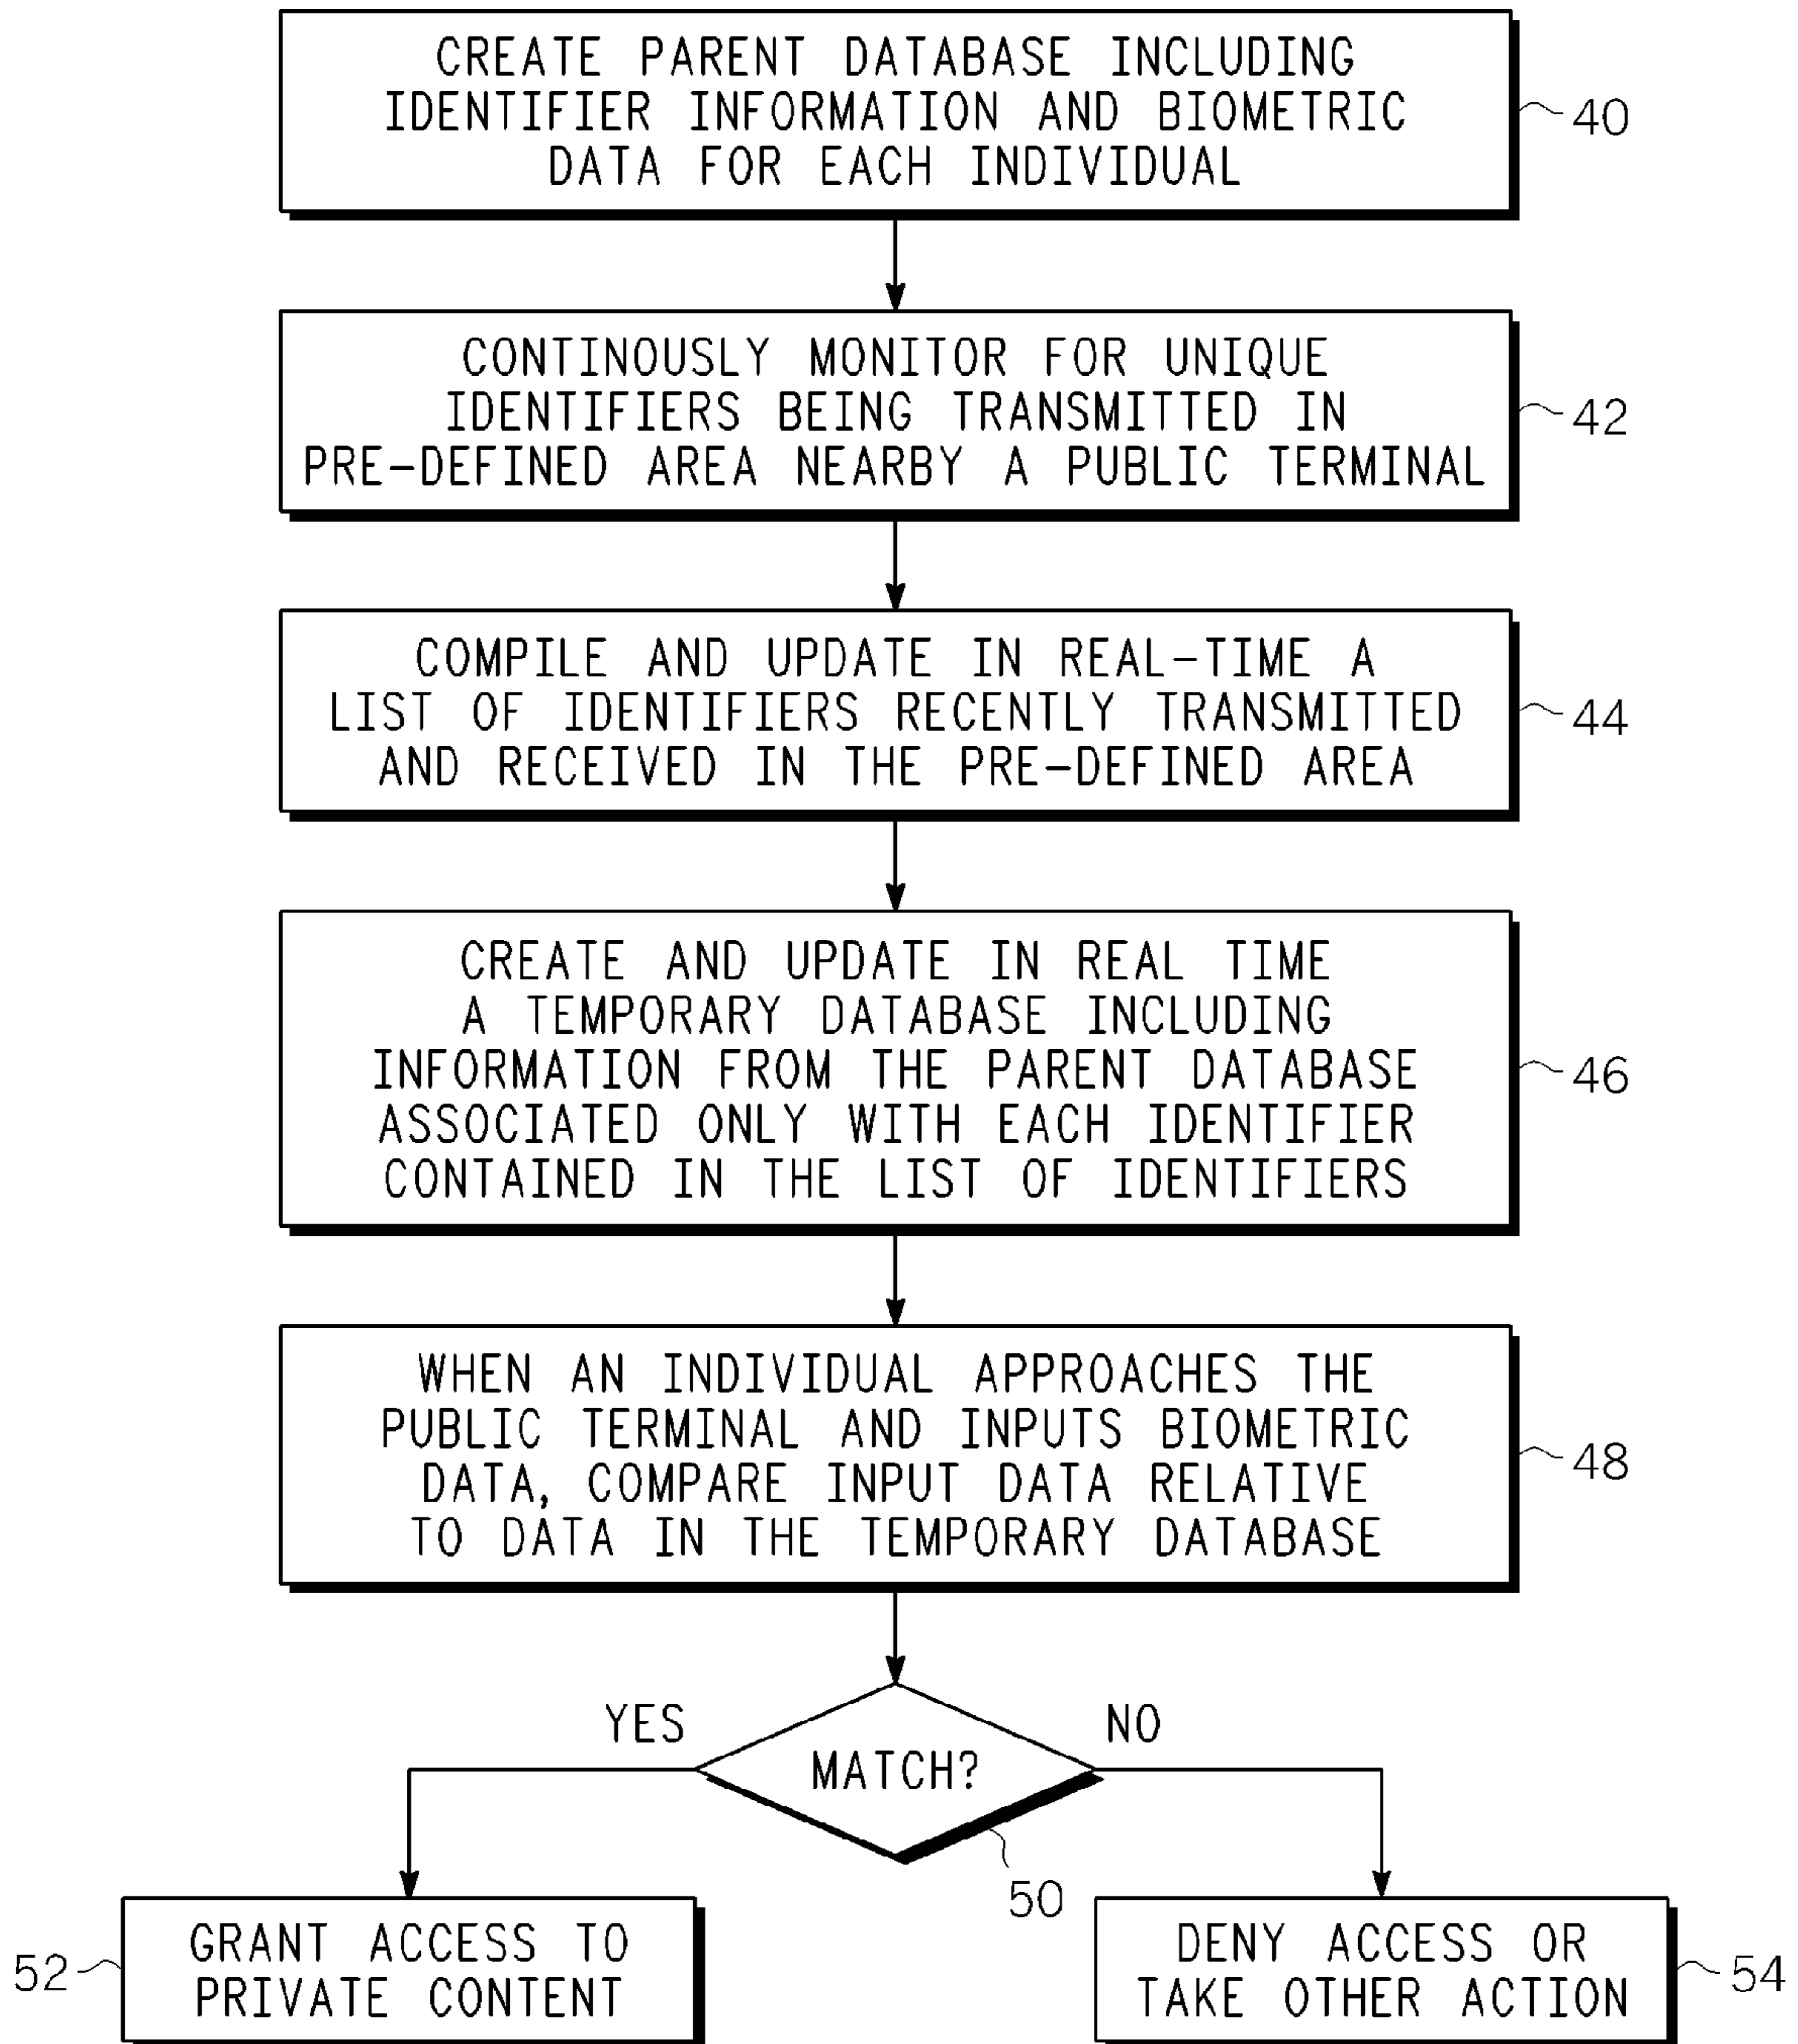 CREATE PARENT DATABASE INCLUDING
IDENTIFIER INFORMATION AND BIOMETRIC
DATA FOR EACH INDIVIDUAL
40
CONTINOUSLY MONITOR FOR UNIQUE
IDENTIFIERS BEING TRANSMITTED IN
PRE-DEFINED AREA NEARBY A PUBLIC TERMINAL
42
COMPILE AND UPDATE IN REAL-TIME A
LIST OF IDENTIFIERS RECENTLY TRANSMITTED
AND RECEIVED IN THE PRE-DEFINED AREA
44
CREATE AND UPDATE IN REAL TIME
A TEMPORARY DATABASE INCLUDING
INFORMATION FROM THE PARENT DATABASE
ASSOCIATED ONLY WITH EACH IDENTIFIER
CONTAINED IN THE LIST OF IDENTIFIERS
46
WHEN AN INDIVIDUAL APPROACHES THE
PUBLIC TERMINAL AND INPUTS BIOMETRIC
DATA, COMPARE INPUT DATA RELATIVE
TO DATA IN THE TEMPORARY DATABASE
48
YES
NO
MATCH?
50
52
GRANT ACCESS TO
PRIVATE CONTENT
DENY ACCESS OR
TAKE OTHER ACTION
54